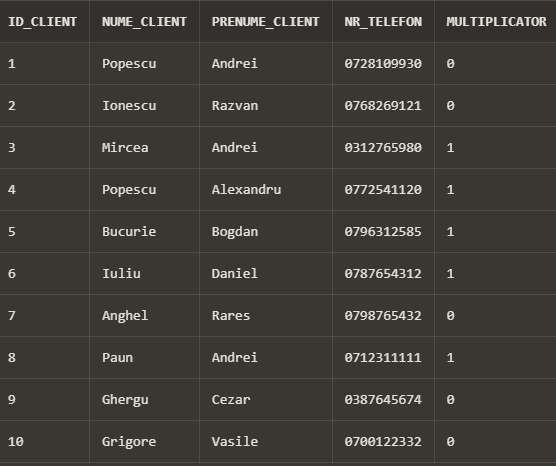 ID_CLIENT NUME_CLIENT PRENUME_CLIENT NR_TELEFON MULTIPLICATOR
1 Popescu Andrei 0728109930 0
2 Ionescu Razvan 0768269121 0
3 Mircea Andrei 0312765980 1
4 Popescu Alexandru 0772541120 1
5 Bucurie Bogdan 0796312585 1
6 Iuliu Daniel 0787654312 1
7 Anghel Rares 0798765432 0
8 Paun Andrei 0712311111 1
9 Ghergu Cezar 0387645674 0
10 Grigore Vasile 0700122332 0